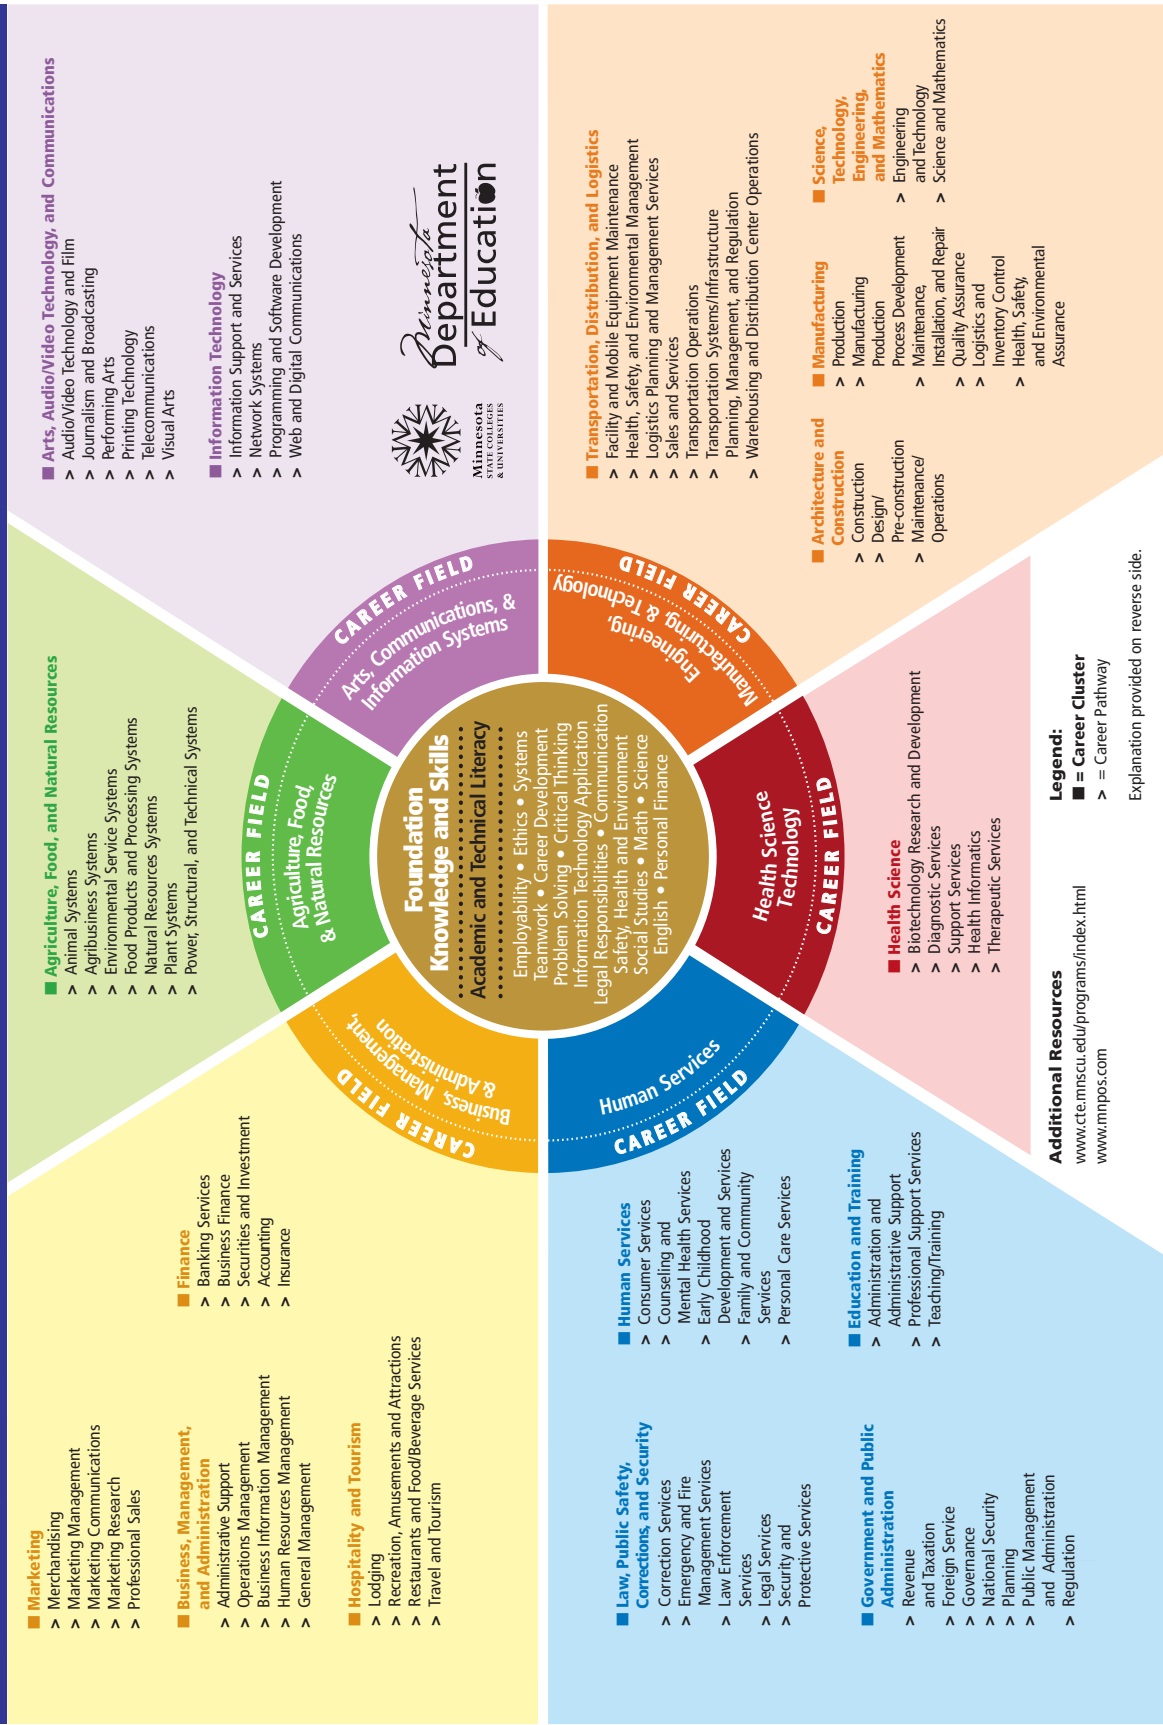 Marketing
> Merchandising
> Marketing Management
> Marketing Communications
> Marketing Research
> Professional Sales
Business, Management,
and Administration
> Administrative Support
> Operations Management
> Business Information Management
> Human Resources Management
> General Management
Finance
> Banking Services
> Business Finance
> Securities and Investment
> Accounting
> Insurance
Hospitality and Tourism
> Lodging
> Recreation, Amusements and Attractions
> Restaurants and Food/Beverage Services
> Travel and Tourism
Agriculture, Food, and Natural Resources
> Animal Systems
> Agribusiness Systems
> Environmental Service Systems
> Food Products and Processing Systems
> Natural Resources Systems
> Plant Systems
> Power, Structural, and Technical Systems
Arts, Audio/Video Technology, and Communications
> Audio/Video Technology and Film
> Journalism and Broadcasting
> Performing Arts
> Printing Technology
> Telecommunications
> Visual Arts
Information Technology
> Information Support and Services
> Network Systems
> Programming and Software Development
> Web and Digital Communications
Minnesota
STATE COLLEGES
& UNIVERSITIES
Minnesota
Department
of Education
CAREER FIELD
Business, Management,
& Administration
CAREER FIELD
Agriculture, Food,
& Natural Resources
CAREER FIELD
Arts, Communications, &
Information Systems
Foundation
Knowledge and Skills
Academic and Technical Literacy
Employability • Ethics • Systems
Teamwork • Career Development
Problem Solving • Critical Thinking
Information Technology Application
Legal Responsibilities • Communication
Safety, Health and Environment
Social Studies • Math • Science
English • Personal Finance
Human Services
CAREER FIELD
Health Science
Technology
CAREER FIELD
Engineering,
Manufacturing, & Technology
CAREER FIELD
Law, Public Safety,
Corrections, and Security
> Correction Services
> Emergency and Fire
Management Services
> Law Enforcement
Services
> Legal Services
> Security and
Protective Services
Human Services
> Consumer Services
> Counseling and
Mental Health Services
> Early Childhood
Development and Services
> Family and Community
Services
> Personal Care Services
Government and Public
Administration
> Revenue
and Taxation
> Foreign Service
> Governance
> National Security
> Planning
> Public Management
and Administration
> Regulation
Education and Training
> Administration and
Administrative Support
> Professional Support Services
> Teaching/Training
Health Science
> Biotechnology Research and Development
> Diagnostic Services
> Support Services
> Health Informatics
> Therapeutic Services
Transportation, Distribution, and Logistics
> Facility and Mobile Equipment Maintenance
> Health, Safety, and Environmental Management
> Logistics Planning and Management Services
> Sales and Services
> Transportation Operations
> Transportation Systems/Infrastructure
Planning, Management, and Regulation
> Warehousing and Distribution Center Operations
Architecture and
Construction
> Construction
> Design/
Pre-construction
> Maintenance/
Operations
Manufacturing
> Production
> Manufacturing
Production
Process Development
> Maintenance,
Installation, and Repair
> Quality Assurance
> Logistics and
Inventory Control
> Health, Safety,
and Environmental
Assurance
Science,
Technology,
Engineering,
and Mathematics
> Engineering
and Technology
> Science and Mathematics
Additional Resources
www.cte.mnscu.edu/programs/index.html
www.mnpos.com
Legend:
■ = Career Cluster
> = Career Pathway
Explanation provided on reverse side.